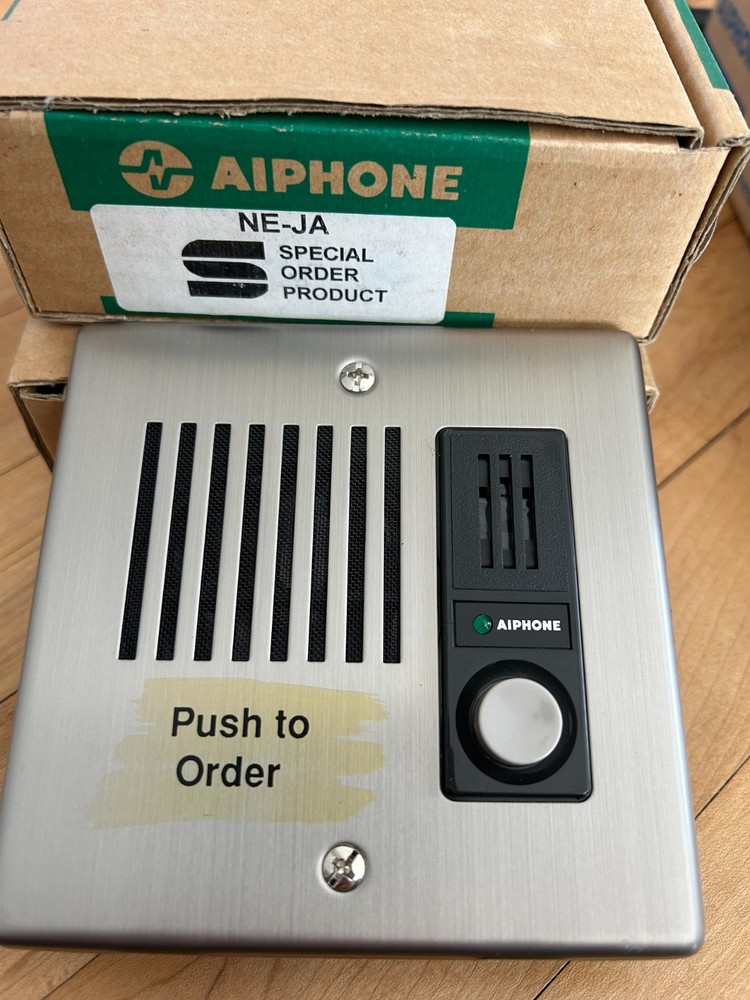 AIPHONE
NE-JA
SPECIAL
ORDER
PRODUCT
AIPHONE
Push to
Order